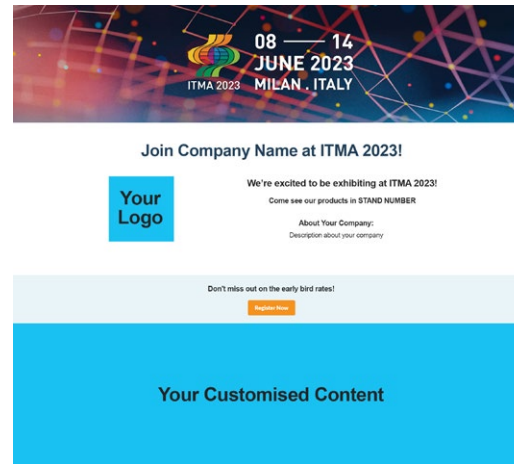 08 —— 14
JUNE 2023
ITMA 2023
MILAN . ITALY
Join Company Name at ITMA 2023!
Your
Logo
We're excited to be exhibiting at ITMA 2023!
Come see our products in STAND NUMBER
About Your Company:
Description about your company
Don't miss out on the early bird rates!
Register Now
Your Customised Content